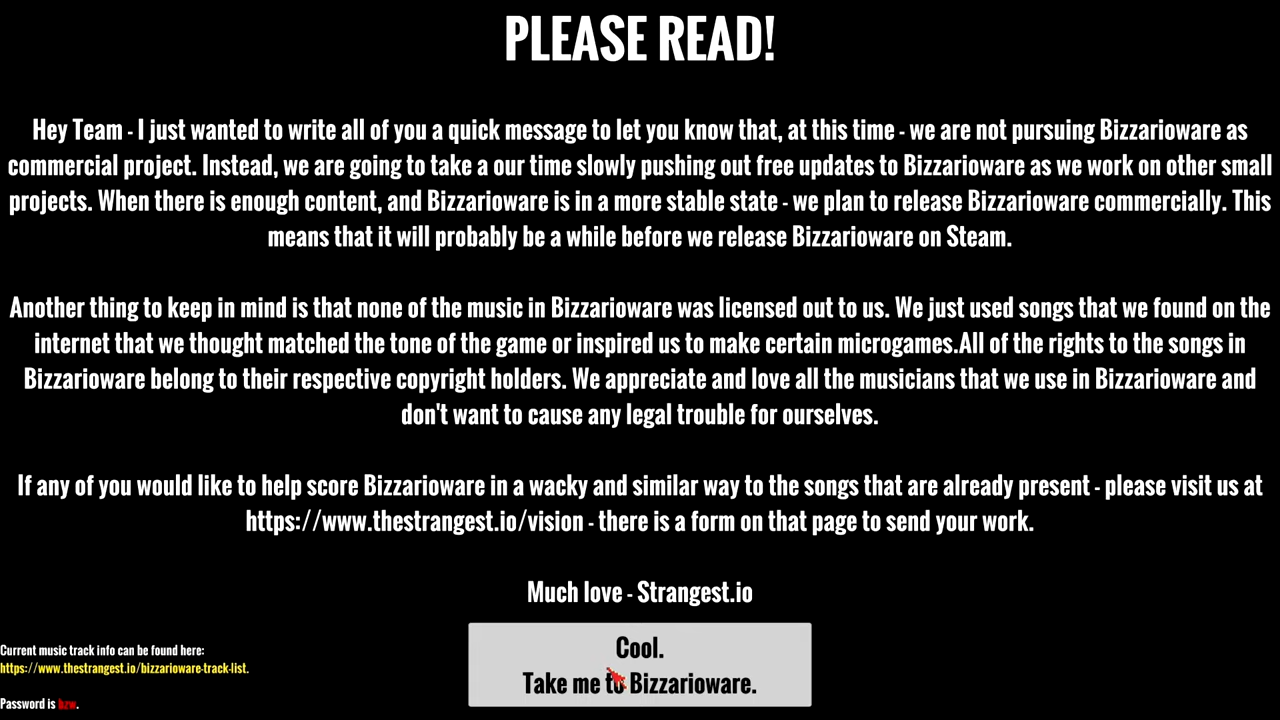 PLEASE READ!
Hey Team - I just wanted to write all of you a quick message to let you know that, at this time - we are not pursuing Bizzarioware as
commercial project. Instead, we are going to take a our time slowly pushing out free updates to Bizzarioware as we work on other small
projects. When there is enough content, and Bizzarioware is in a more stable state - we plan to release Bizzarioware commercially. This
means that it will probably be a while before we release Bizzarioware on Steam.
Another thing to keep in mind is that none of the music in Bizzarioware was licensed out to us. We just used songs that we found on the
internet that we thought matched the tone of the game or inspired us to make certain microgames.All of the rights to the songs in
Bizzarioware belong to their respective copyright holders. We appreciate and love all the musicians that we use in Bizzarioware and
don't want to cause any legal trouble for ourselves.
If any of you would like to help score Bizzarioware in a wacky and similar way to the songs that are already present - please visit us at
https://www.thestrangest.io/vision - there is a form on that page to send your work.
Much love - Strangest.io
Cool.
Take me to Bizzarioware.
Current music track info can be found here:
https://www.thestrangest.io/bizzarioware-track-list.
Password is bzw.